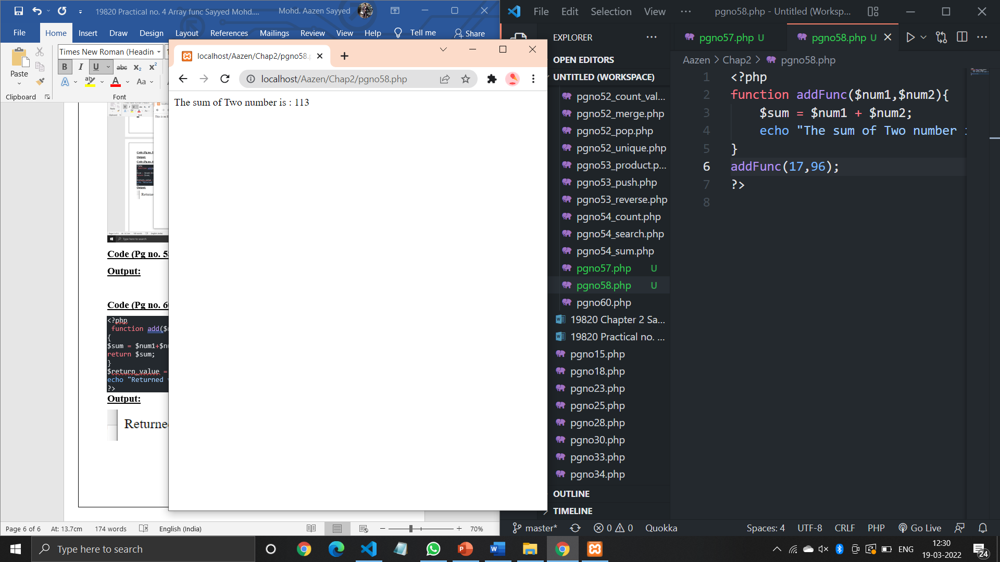 19820 Practical no. 4 Array func Sayyed Mohd....
Mohd. Aazen Sayyed
File Home Insert Draw Design Layout References Mailings Review View Help Tell me Share
Times New Roman (Headin
Paste
B I U abc x₂ x²
A ab A Aa
Clipboard
Font
Code (Pg no. 58
Output:
Code (Pg no. 6
<?php
function add($n
{
$sum = $num1+$nu
return $sum;
}
$return_value =
echo "Returned
?>
Output:
Returned
Page 6 of 6 At: 13.7cm 174 words English (India) 70%
localhost/Aazen/Chap2/pgno58.p
localhost/Aazen/Chap2/pgno58.php
The sum of Two number is : 113
File Edit Selection View ··· pgno58.php - Untitled (Worksp...
EXPLORER
OPEN EDITORS
UNTITLED (WORKSPACE)
pgno52_count_val...
pgno52_merge.php
pgno52_pop.php
pgno52_unique.php
pgno53_product.p...
pgno53_push.php
pgno53_reverse.php
pgno54_count.php
pgno54_search.php
pgno54_sum.php
pgno57.php U
pgno58.php U
pgno60.php
19820 Chapter 2 Sa...
19820 Practical no. ...
pgno15.php
pgno18.php
pgno23.php
pgno25.php
pgno28.php
pgno30.php
pgno33.php
pgno34.php
OUTLINE
TIMELINE
pgno57.php U pgno58.php U
Aazen > Chap2 > pgno58.php
1 <?php
2 function addFunc($num1,$num2){
3 $sum = $num1 + $num2;
4 echo "The sum of Two number i
5 }
6 addFunc(17,96);
7 ?>
8
master* 0 0 Quokka Spaces: 4 UTF-8 CRLF PHP Go Live
Type here to search
ENG
12:30
19-03-2022
24